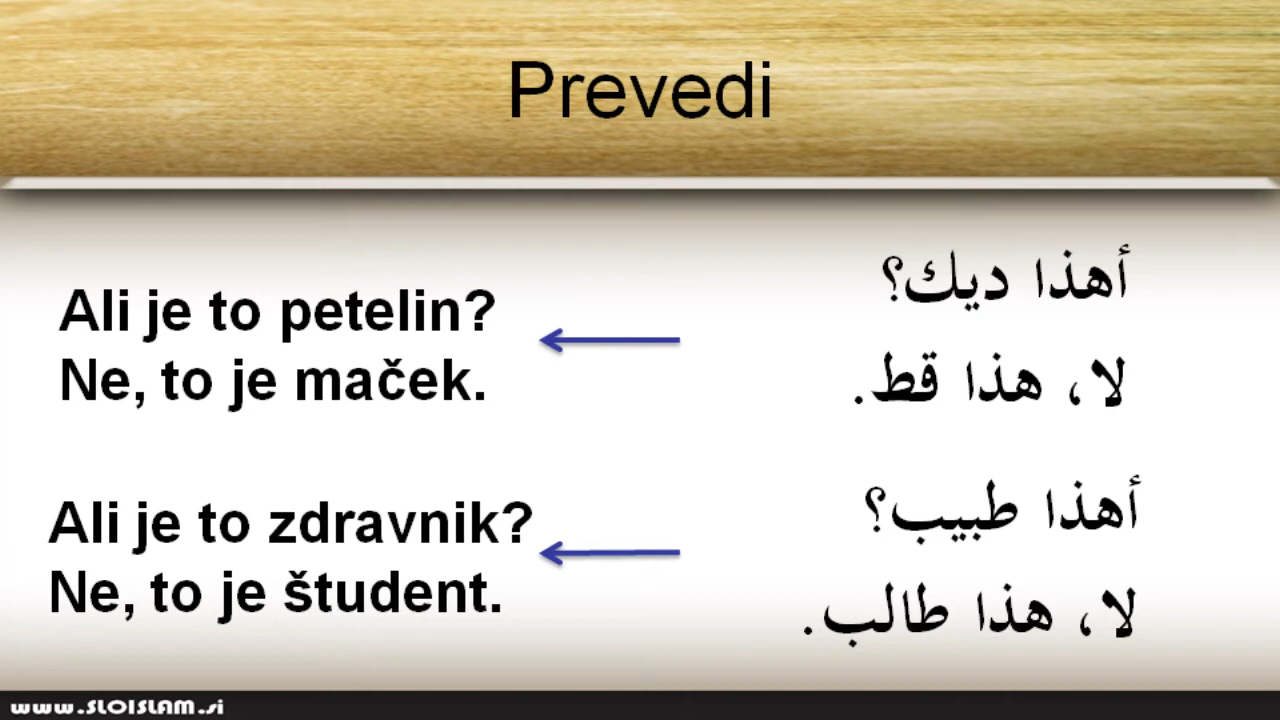 Prevedi
Ali je to petelin?
Ne, to je maček.
أهذا ديك؟
لا، هذا قط.
Ali je to zdravnik?
Ne, to je študent.
أهذا طبيب؟
لا، هذا طالب.
www.SLOISLAM.si